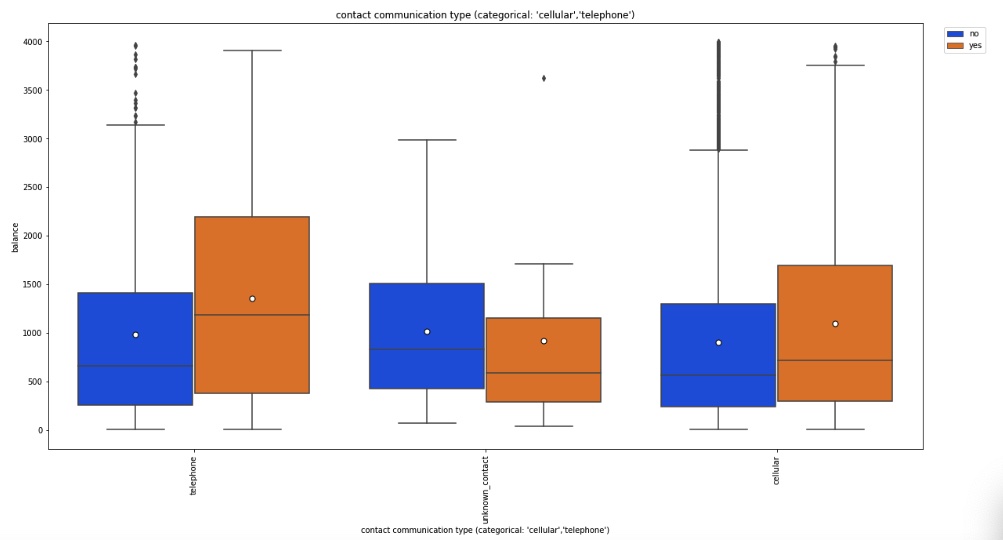 contact communication type (categorical: 'cellular','telephone')
no
yes
4000
3500
3000
2500
2000
1500
1000
500
0
balance
telephone
unknown_contact
cellular
contact communication type (categorical: 'cellular','telephone')